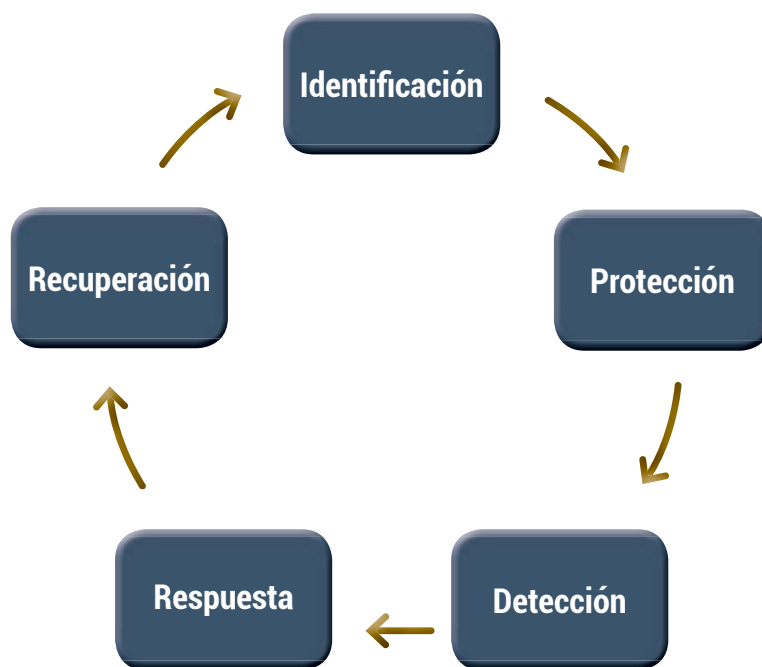 Identificación
Protección
Detección
Respuesta
Recuperación